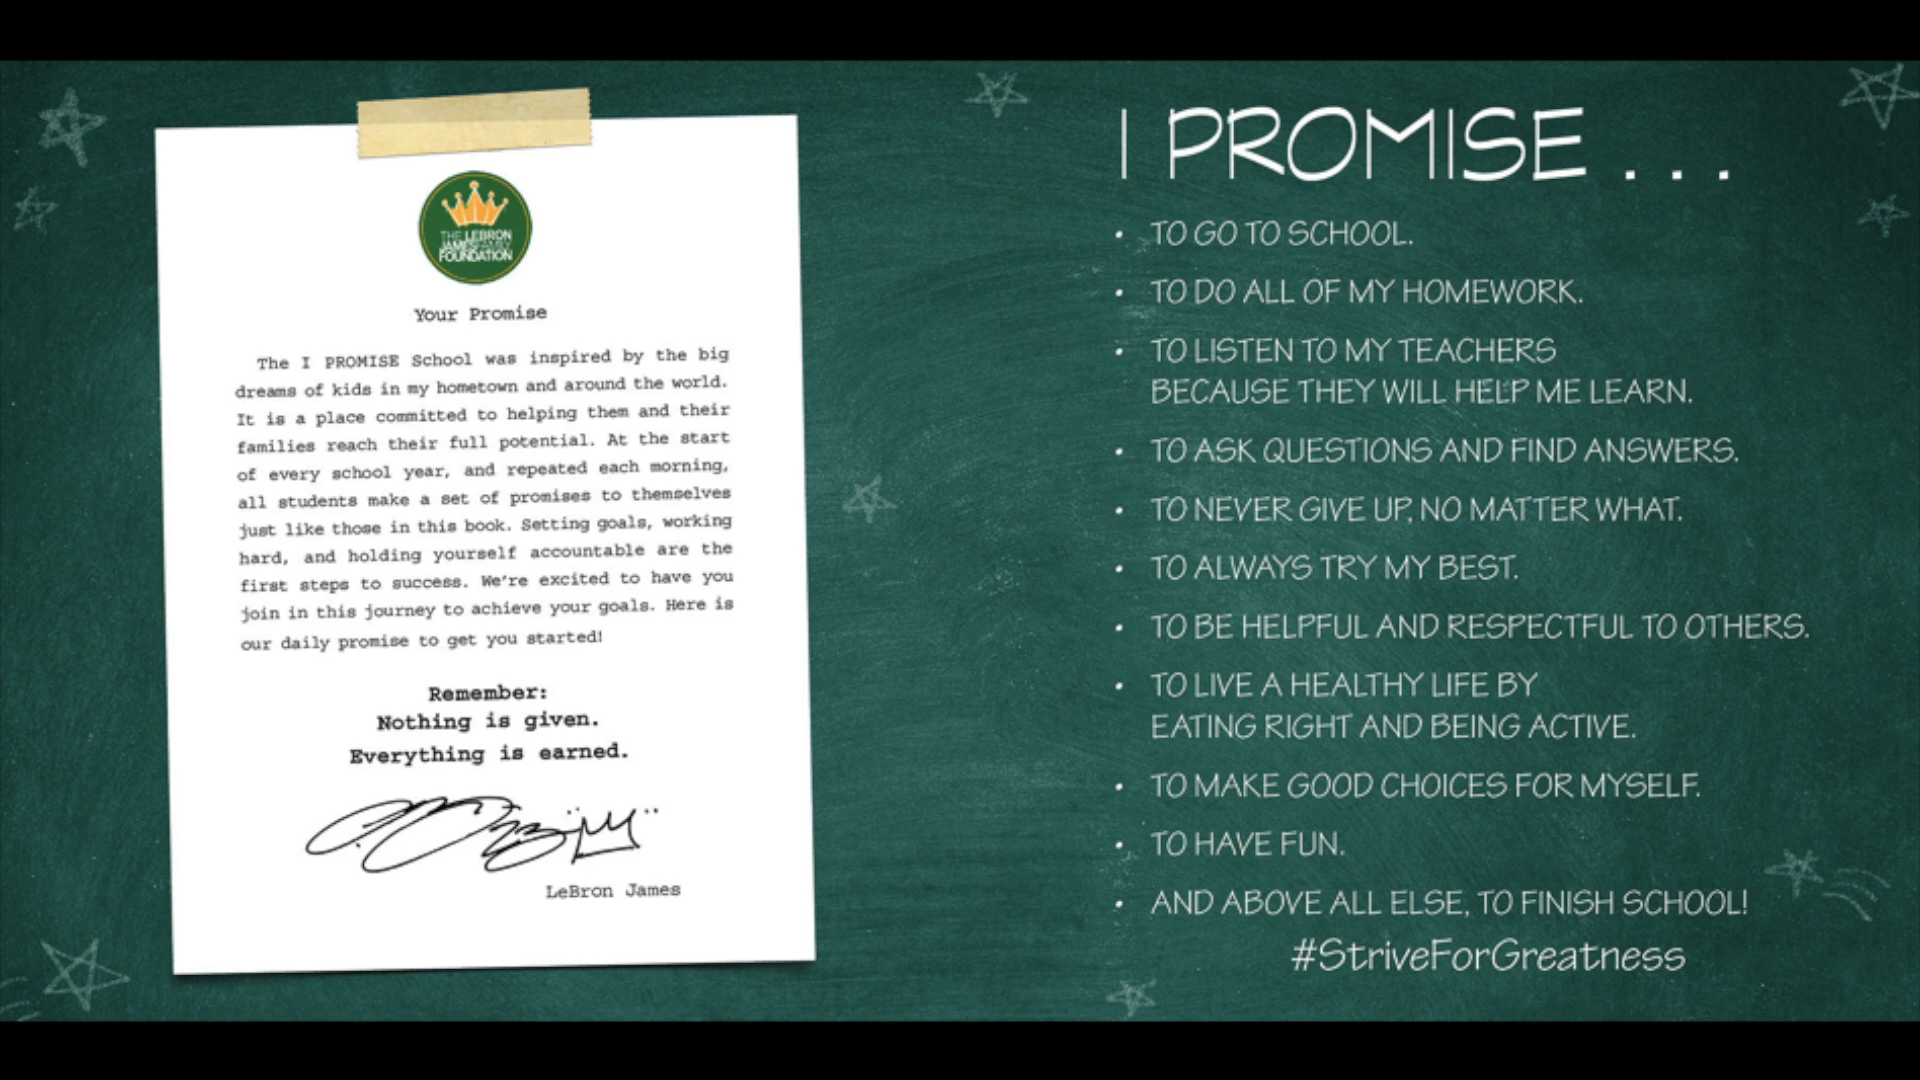 THE LEBRON
JAMES FAMILY
FOUNDATION
Your Promise
The I PROMISE School was inspired by the big
dreams of kids in my hometown and around the world.
It is a place committed to helping them and their
families reach their full potential. At the start
of every school year, and repeated each morning,
all students make a set of promises to themselves
just like those in this book. Setting goals, working
hard, and holding yourself accountable are the
first steps to success. We're excited to have you
join in this journey to achieve your goals. Here is
our daily promise to get you started!
Remember:
Nothing is given.
Everything is earned.
LeBron James
I PROMISE . . .
• TO GO TO SCHOOL.
• TO DO ALL OF MY HOMEWORK.
• TO LISTEN TO MY TEACHERS
BECAUSE THEY WILL HELP ME LEARN.
• TO ASK QUESTIONS AND FIND ANSWERS.
• TO NEVER GIVE UP, NO MATTER WHAT.
• TO ALWAYS TRY MY BEST.
• TO BE HELPFUL AND RESPECTFUL TO OTHERS.
• TO LIVE A HEALTHY LIFE BY
EATING RIGHT AND BEING ACTIVE.
• TO MAKE GOOD CHOICES FOR MYSELF.
• TO HAVE FUN.
• AND ABOVE ALL ELSE, TO FINISH SCHOOL!
#StriveForGreatness